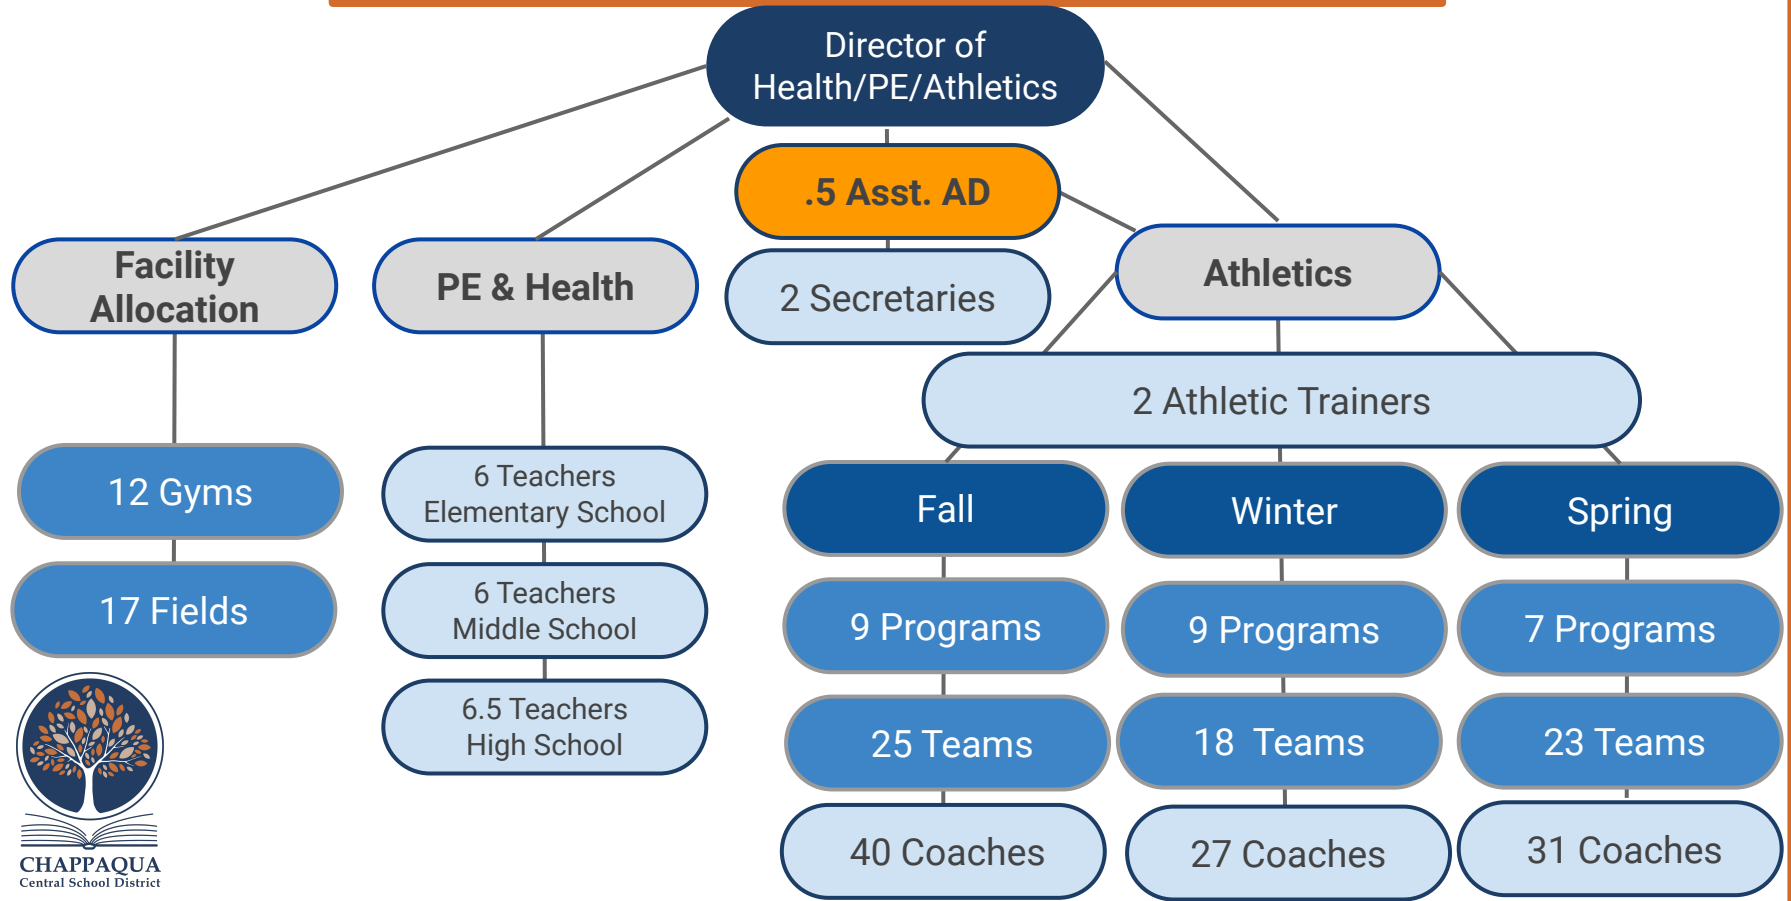 Director of
Health/PE/Athletics
.5 Asst. AD
2 Secretaries
Facility
Allocation
12 Gyms
17 Fields
PE & Health
6 Teachers
Elementary School
6 Teachers
Middle School
6.5 Teachers
High School
Athletics
2 Athletic Trainers
Fall
9 Programs
25 Teams
40 Coaches
Winter
9 Programs
18 Teams
27 Coaches
Spring
7 Programs
23 Teams
31 Coaches
CHAPPAQUA
Central School District